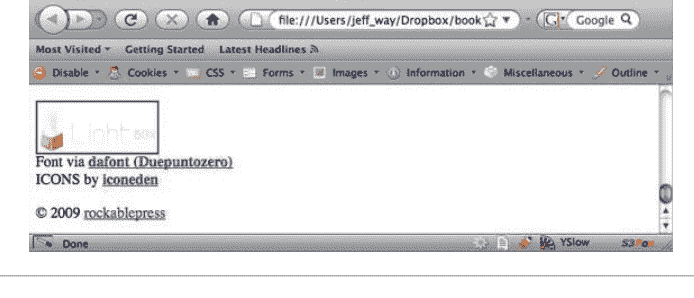 file:///Users/jeff_way/Dropbox/book
Google
Most Visited Getting Started Latest Headlines
Disable Cookies CSS Forms Images Information Miscellaneous Outline
Light BOX
Font via dafont (Duepuntozero)
ICONS by iconeden
© 2009 rockablepress
Done YSlow